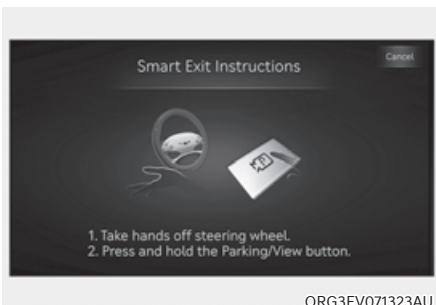 Smart Exit Instructions
Cancel
1. Take hands off steering wheel.
2. Press and hold the Parking/View button.
ORG3EV071323AU